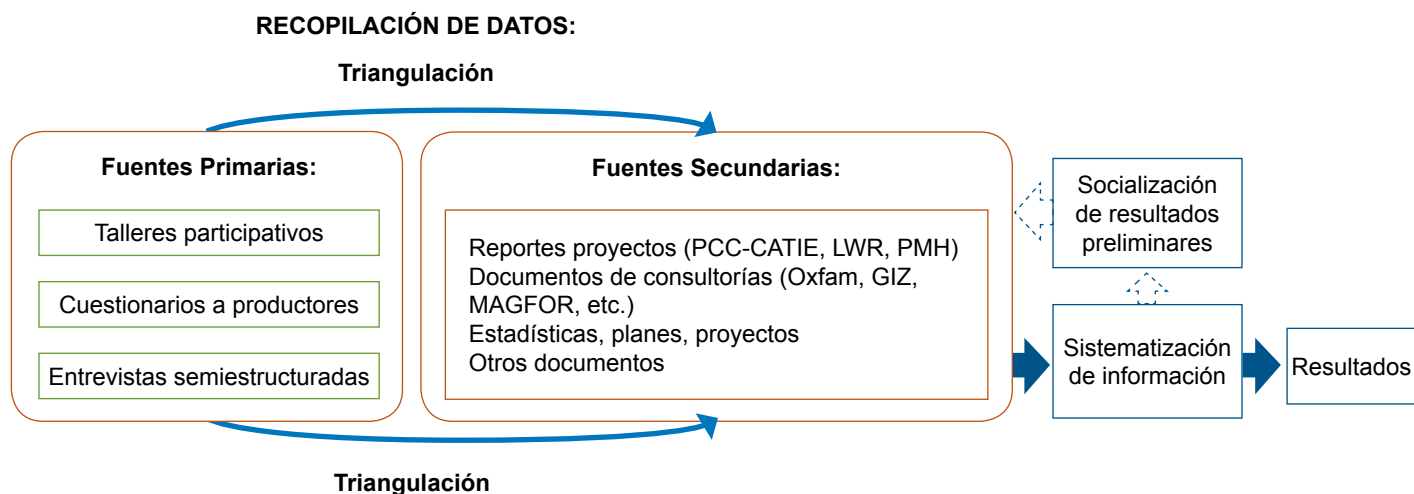 RECOPILACIÓN DE DATOS:
Triangulación
Fuentes Primarias:
Talleres participativos
Cuestionarios a productores
Entrevistas semiestructuradas
Fuentes Secundarias:
Reportes proyectos (PCC-CATIE, LWR, PMH)
Documentos de consultorías (Oxfam, GIZ,
MAGFOR, etc.)
Estadísticas, planes, proyectos
Otros documentos
Socialización
de resultados
preliminares
Sistematización
de información
Resultados
Triangulación